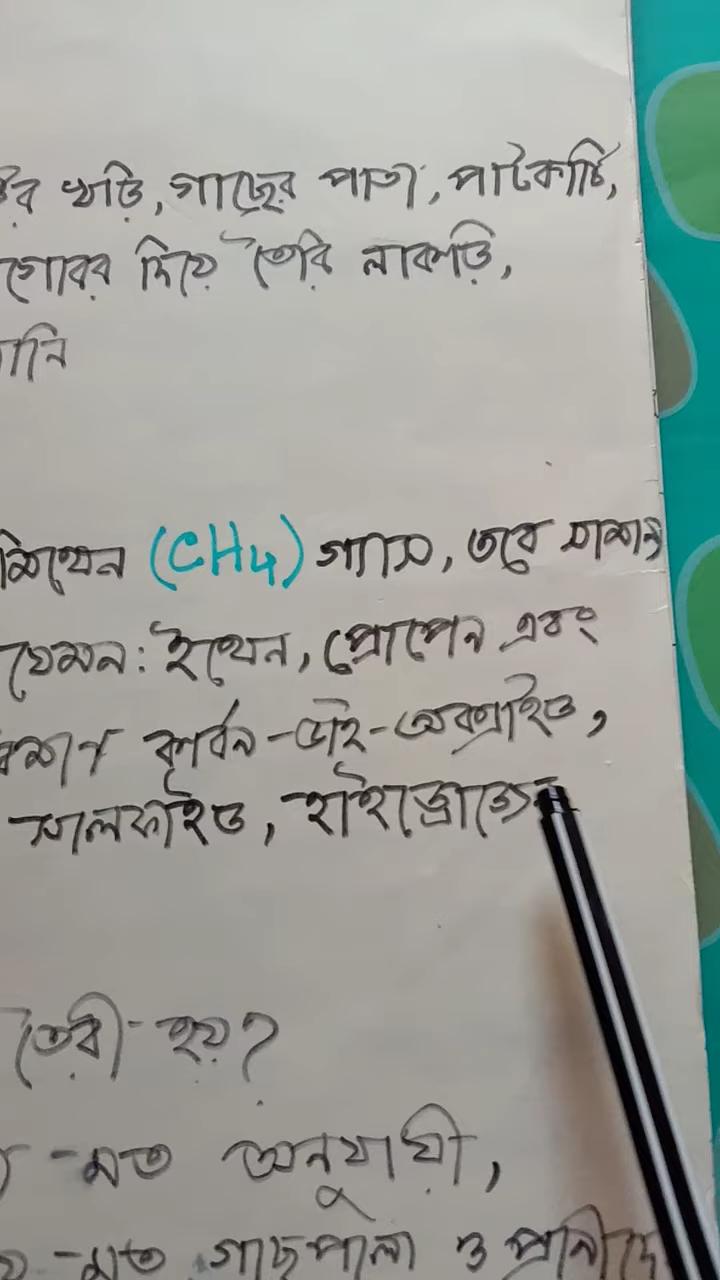 খড়ি, গাছের পাতা, পাটকাঠি,
গোবর দিয়ে তৈরি লাকড়ি,
মিথেন (CH4) গ্যাস, তবে সামান্য
যেমন: ইথেন, প্রোপেন এবং
কার্বন-ডাই-অক্সাইড,
সালফাইড, হাইড্রোজেন
তৈরী হয়?
-মত অনুযায়ী,
-মত গাছপালা ও প্রানীদে